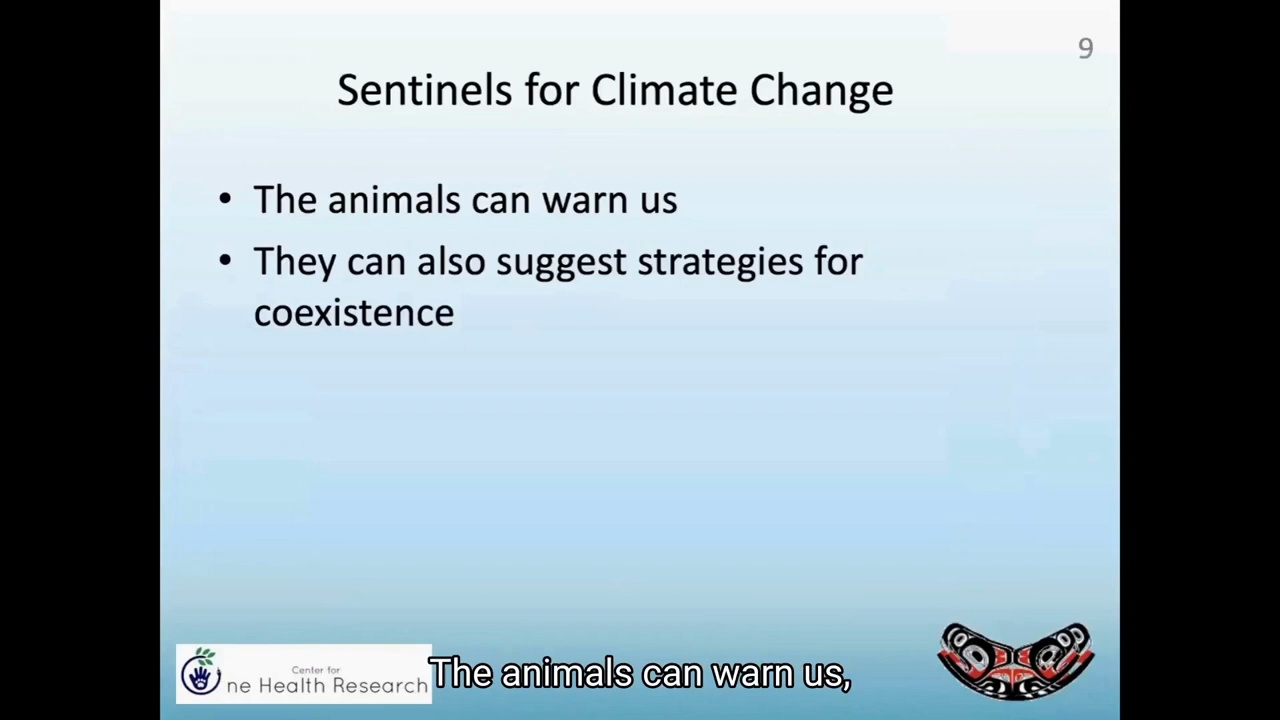 9
Sentinels for Climate Change
• The animals can warn us
• They can also suggest strategies for
coexistence
Center for
ne Health Research
The animals can warn us,